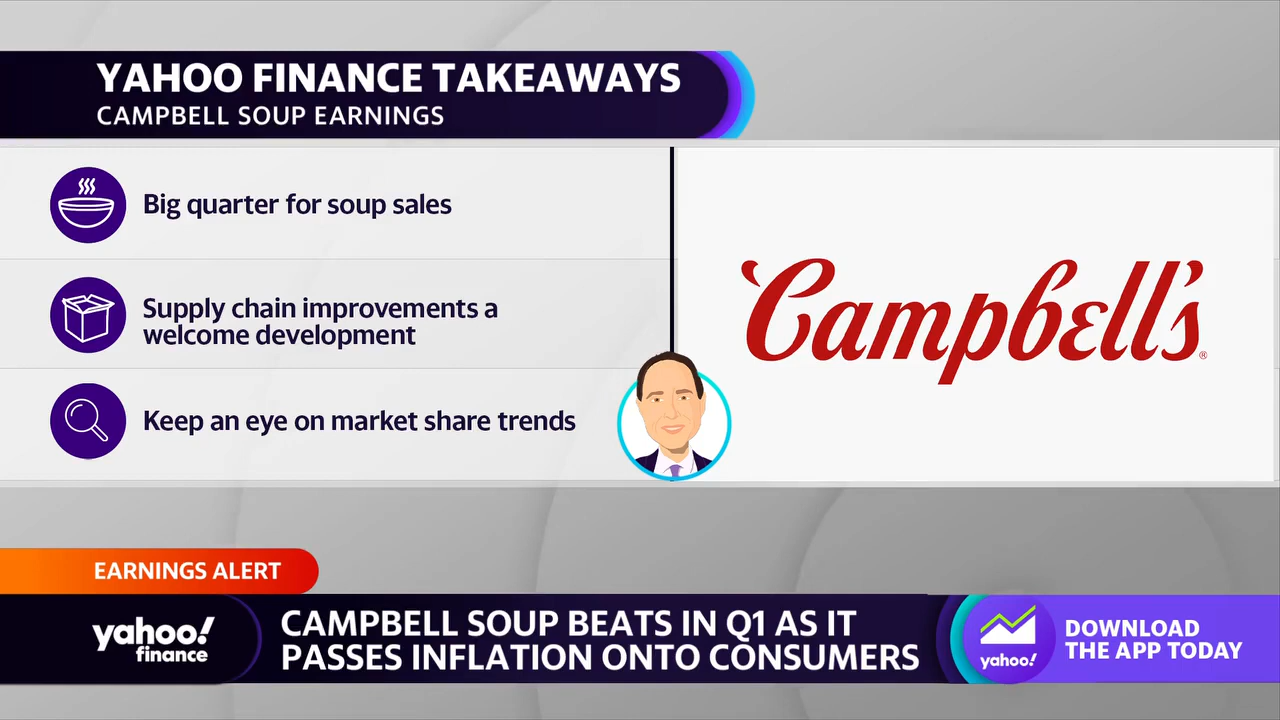 YAHOO FINANCE TAKEAWAYS
CAMPBELL SOUP EARNINGS
Big quarter for soup sales
Supply chain improvements a
welcome development
Keep an eye on market share trends
Campbell's®
EARNINGS ALERT
yahoo!
finance
CAMPBELL SOUP BEATS IN Q1 AS IT
PASSES INFLATION ONTO CONSUMERS
yahoo!
DOWNLOAD
THE APP TODAY